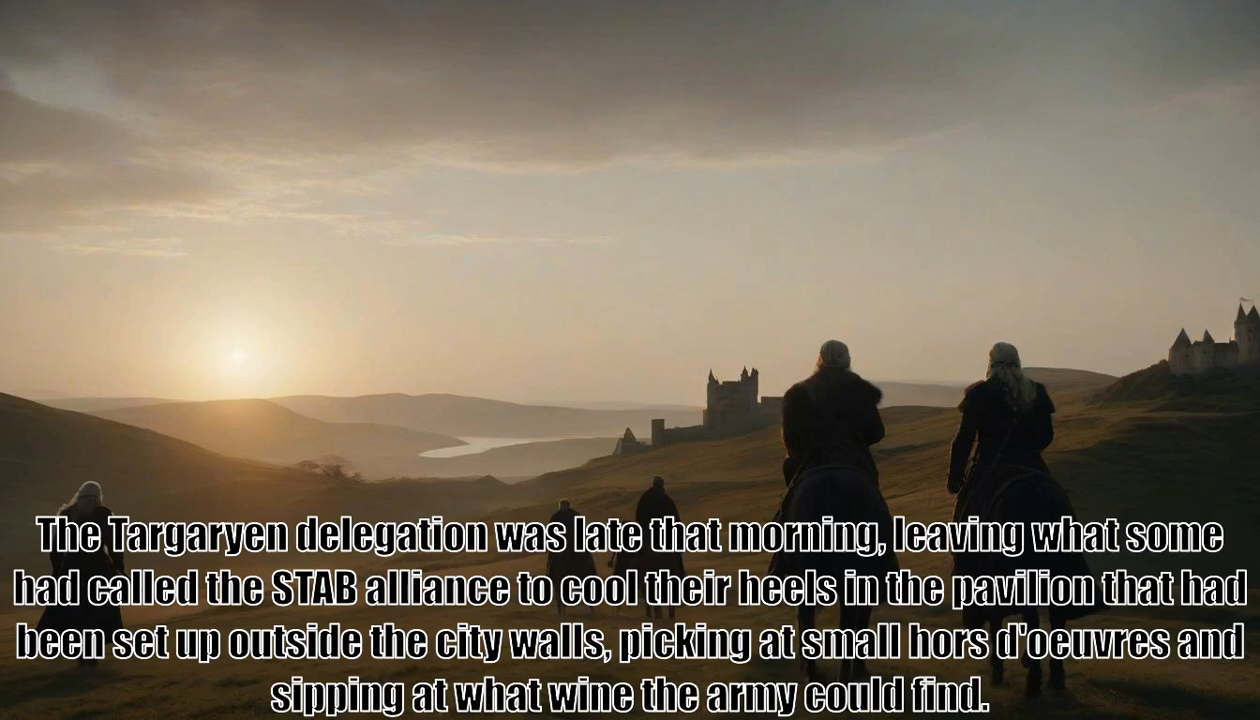 The Targaryen delegation was late that morning, leaving what some
had called the STAB alliance to cool their heels in the pavilion that had
been set up outside the city walls, picking at small hors d'oeuvres and
sipping at what wine the army could find.